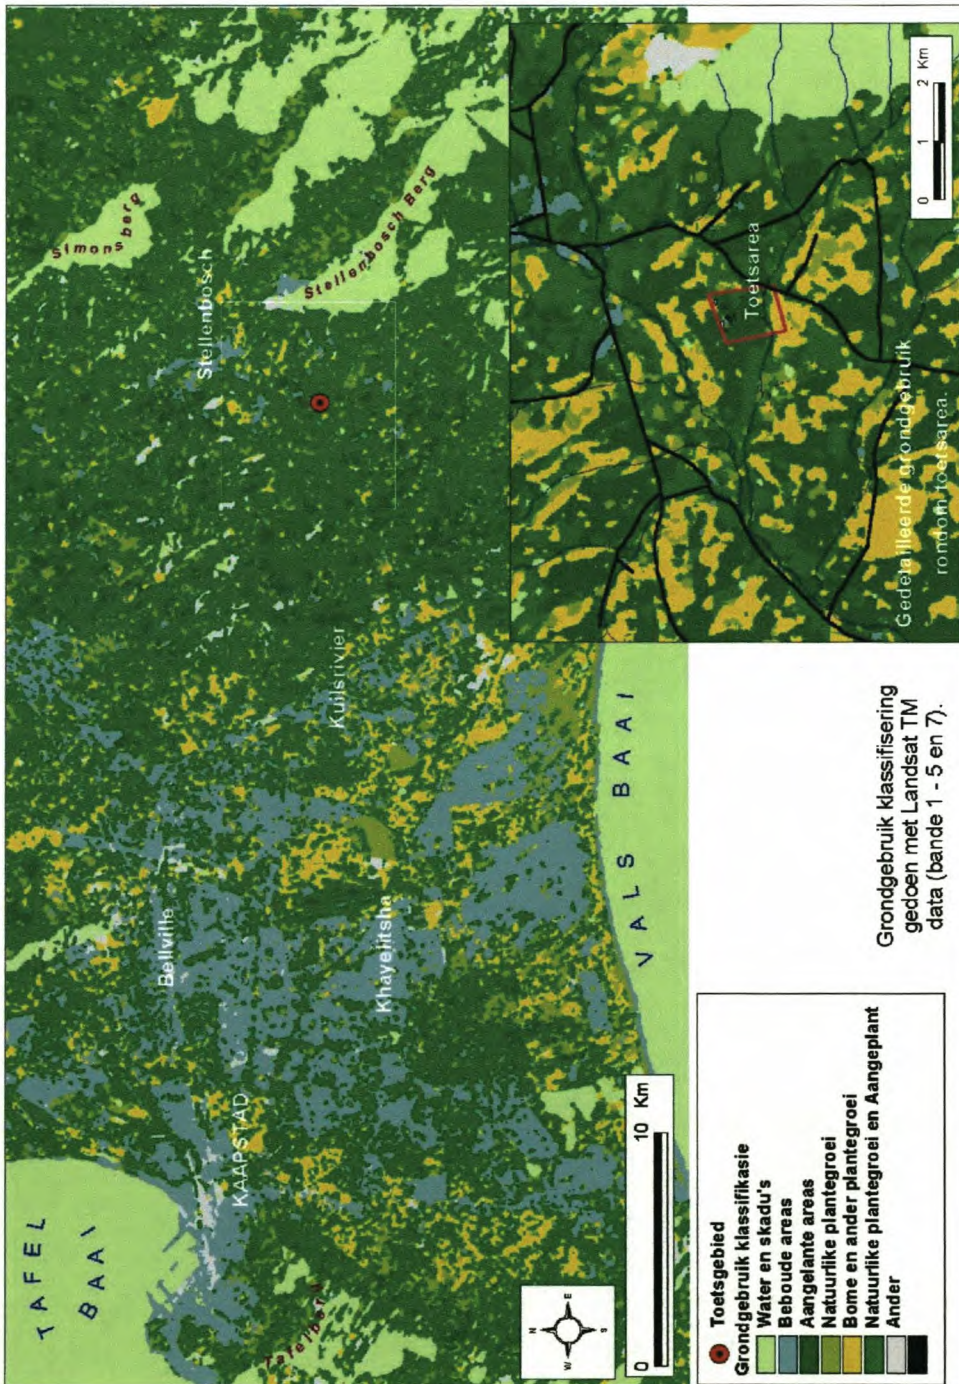 TAFEL
BAAI
Simonsberg
Stellenbosch
Stellenbosch Berg
Kuilsrivier
Bellville
Khayelitsha
KAAPSTAD
Tafelberg
VALS BAAI
N
W E
S
0 10 Km
Toetsarea
Gedetailleerde grondgebruik
rondom toetsarea.
0 1 2 Km
Toetsgebied
Grondgebruik klassifikasie
Water en skadu's
Beboude areas
Aangelante areas
Natuurlike plantegroei
Bome en ander plantegroei
Natuurlike plantegroei en Aangeplant
Ander
Grondgebruik klassifisering
gedoen met Landsat TM
data (bande 1 - 5 en 7).